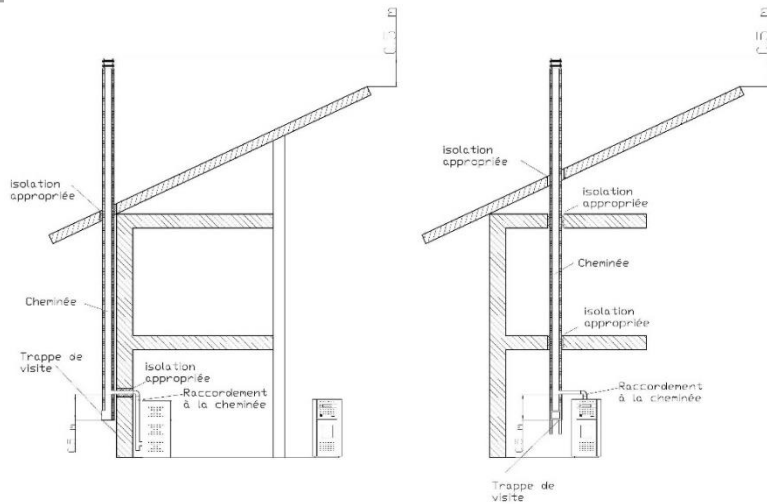 isolation
appropriée
Cheminée
Trappe de
visite
isolation
appropriée
Raccordement
à la cheminée
isolation
appropriée
isolation
appropriée
Cheminée
isolation
appropriée
Raccordement
à la cheminée
Trappe de
visite